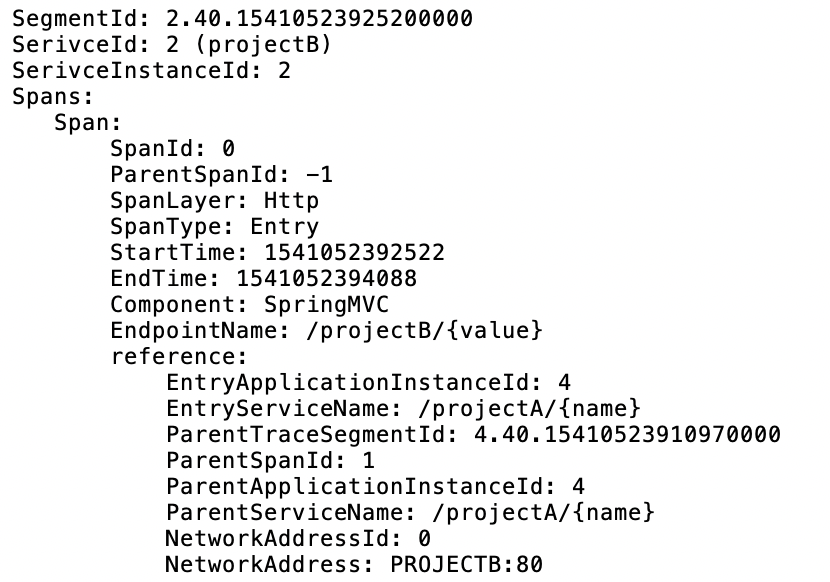 SegmentId: 2.40.15410523925200000
SerivceId: 2 (projectB)
SerivceInstanceId: 2
Spans:
Span:
SpanId: 0
ParentSpanId: -1
SpanLayer: Http
SpanType: Entry
StartTime: 1541052392522
EndTime: 1541052394088
Component: SpringMVC
EndpointName: /projectB/{value}
reference:
EntryApplicationInstanceId: 4
EntryServiceName: /projectA/{name}
ParentTraceSegmentId: 4.40.15410523910970000
ParentSpanId: 1
ParentApplicationInstanceId: 4
ParentServiceName: /projectA/{name}
NetworkAddressId: 0
NetworkAddress: PROJECTB:80